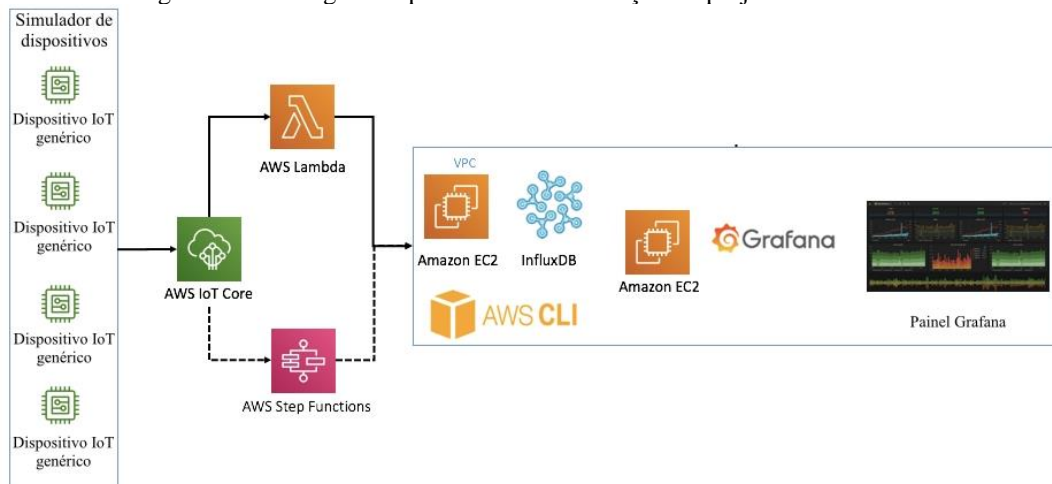 Simulador de
dispositivos
Dispositivo IoT
genérico
Dispositivo IoT
genérico
Dispositivo IoT
genérico
Dispositivo IoT
genérico
AWS IoT Core
AWS Lambda
AWS Step Functions
VPC
Amazon EC2
InfluxDB
AWS CLI
Amazon EC2
Grafana
Painel Grafana